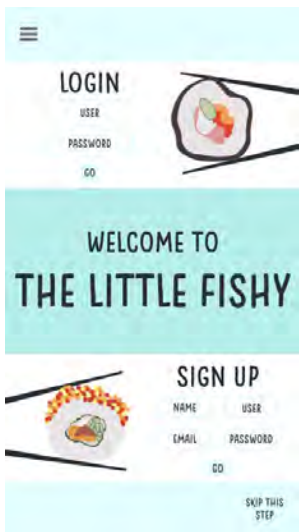 LOGIN
USER
PASSWORD
GO
WELCOME TO
THE LITTLE FISHY
SIGN UP
NAME USER
EMAIL PASSWORD
GO
SKIP THIS
STEP